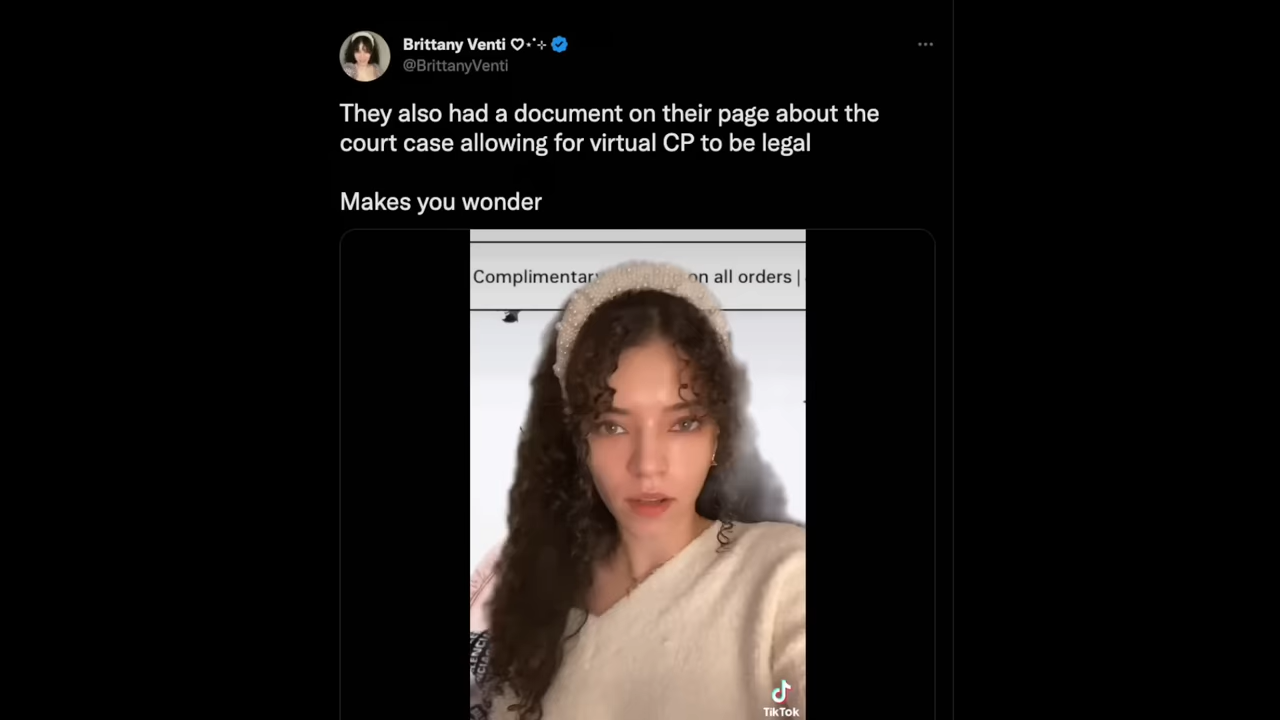 Brittany Venti ♡⋆˚⊹
@BrittanyVenti
They also had a document on their page about the
court case allowing for virtual CP to be legal
Makes you wonder
Complimentary on all orders |
TikTok